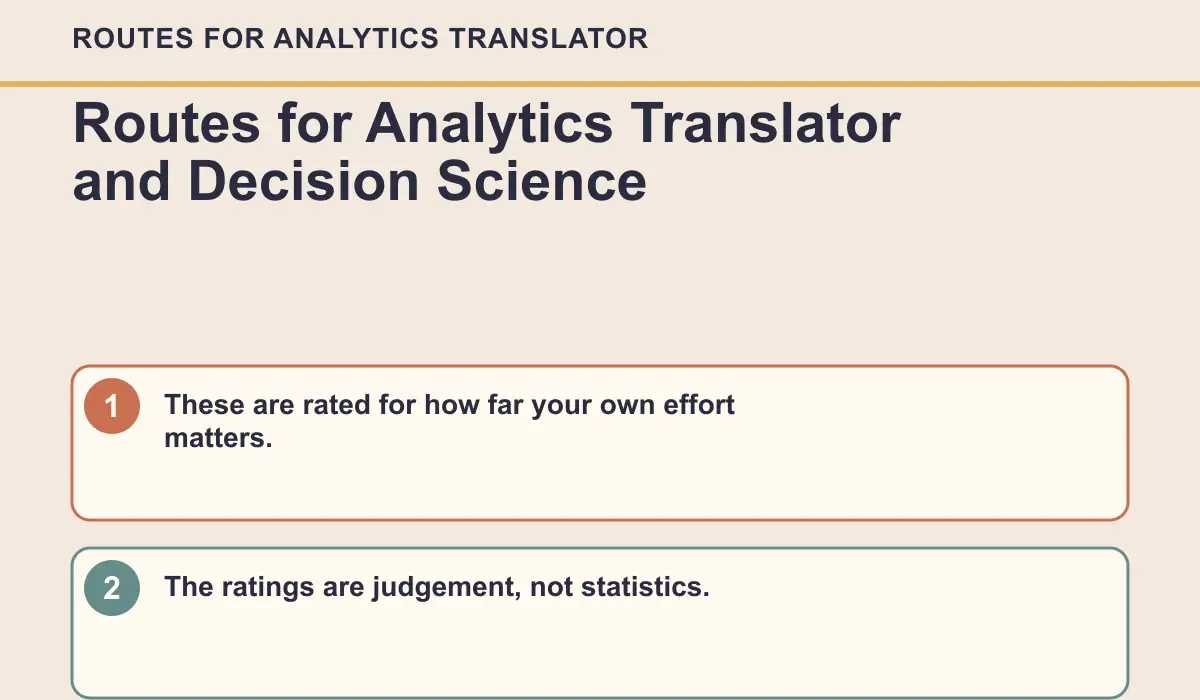 ROUTES FOR ANALYTICS TRANSLATOR
Routes for Analytics Translator
and Decision Science
1
These are rated for how far your own effort
matters.
2
The ratings are judgement, not statistics.